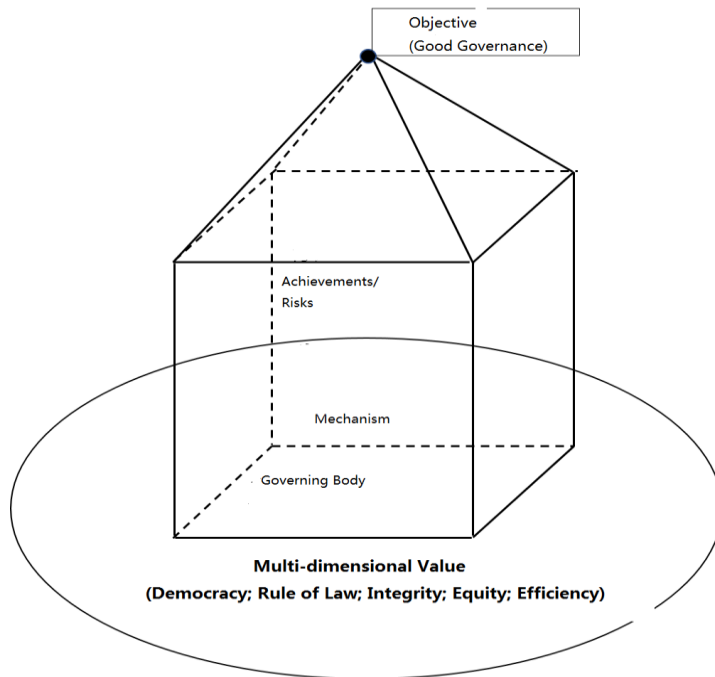 Objective
(Good Governance)
Achievements/
Risks
Mechanism
Governing Body
Multi-dimensional Value
(Democracy; Rule of Law; Integrity; Equity; Efficiency)